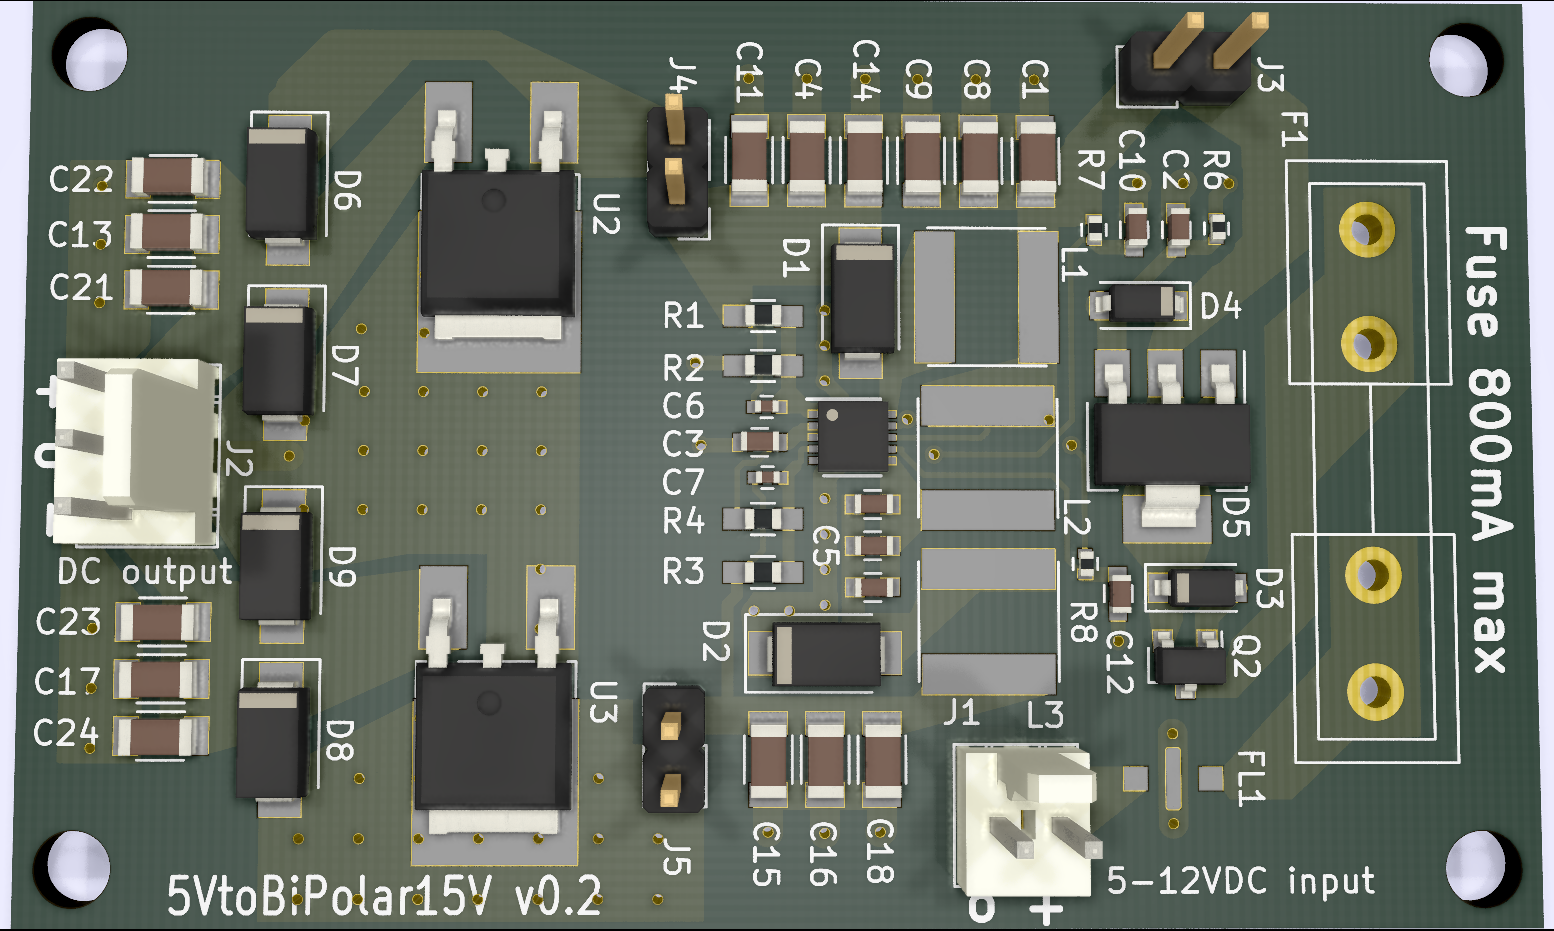 J4
C11
C4
C14
C9
C8
C1
J3
F1
C22
D6
U2
R7
C10
C2
R6
C13
D1
L1
C21
R1
D4
Fuse 800mA max
D7
R2
C6
C3
C7
R4
R3
C5
L2
D5
+
0
-
J2
DC output
D9
C23
D2
R8
C12
D3
Q2
C17
U3
C24
D8
J1
L3
FL1
J5
C15
C16
C18
5VtoBiPolar15V v0.2
5-12VDC input
0 +